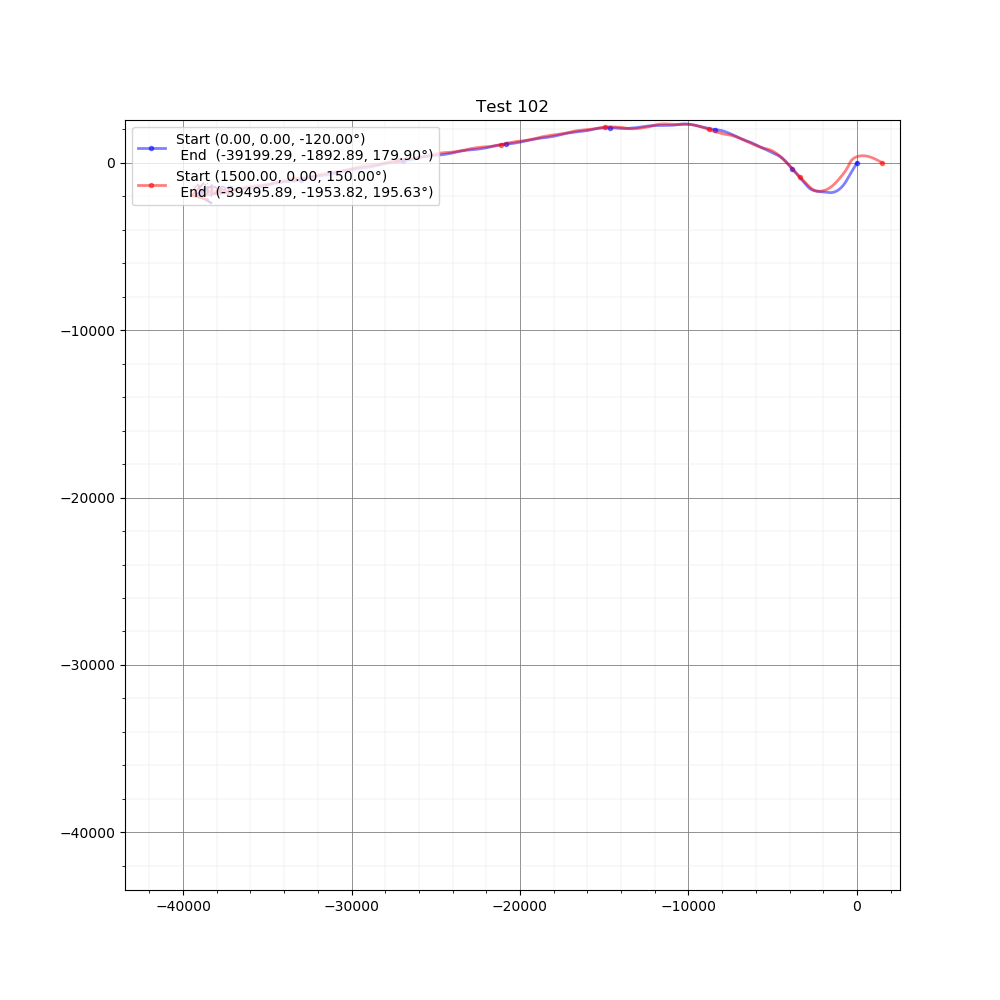 Test 102
Start (0.00, 0.00, -120.00°)
End  (-39199.29, -1892.89, 179.90°)
Start (1500.00, 0.00, 150.00°)
End  (-39495.89, -1953.82, 195.63°)
0
−10000
−20000
−30000
−40000
−40000 −30000 −20000 −10000 0